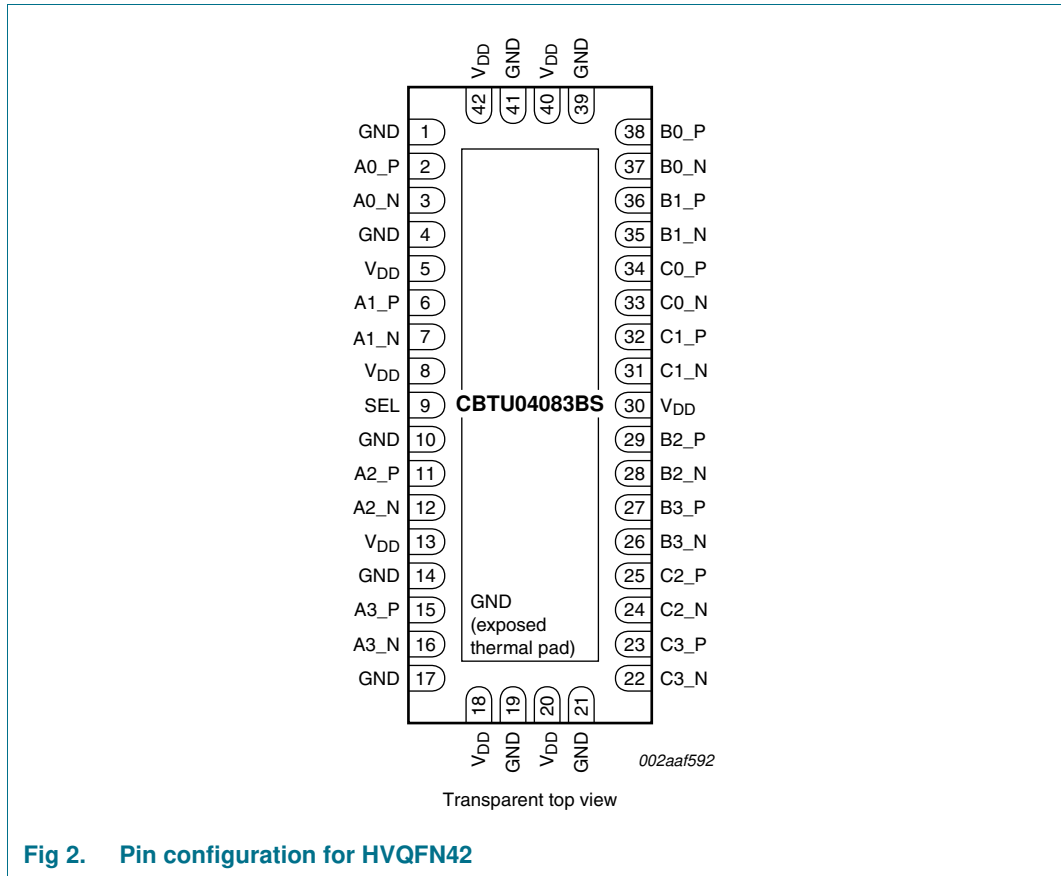 VDD GND VDD GND
42 41 40 39
GND 1 38 B0_P
A0_P 2 37 B0_N
A0_N 3 36 B1_P
GND 4 35 B1_N
VDD 5 34 C0_P
A1_P 6 33 C0_N
A1_N 7 32 C1_P
VDD 8 31 C1_N
SEL 9 CBTU04083BS 30 VDD
GND 10 29 B2_P
A2_P 11 28 B2_N
A2_N 12 27 B3_P
VDD 13 26 B3_N
GND 14 25 C2_P
A3_P 15 GND 24 C2_N
(exposed
A3_N 16 thermal pad) 23 C3_P
GND 17 22 C3_N
18 19 20 21
VDD GND VDD GND
002aaf592
Transparent top view
Fig 2. Pin configuration for HVQFN42